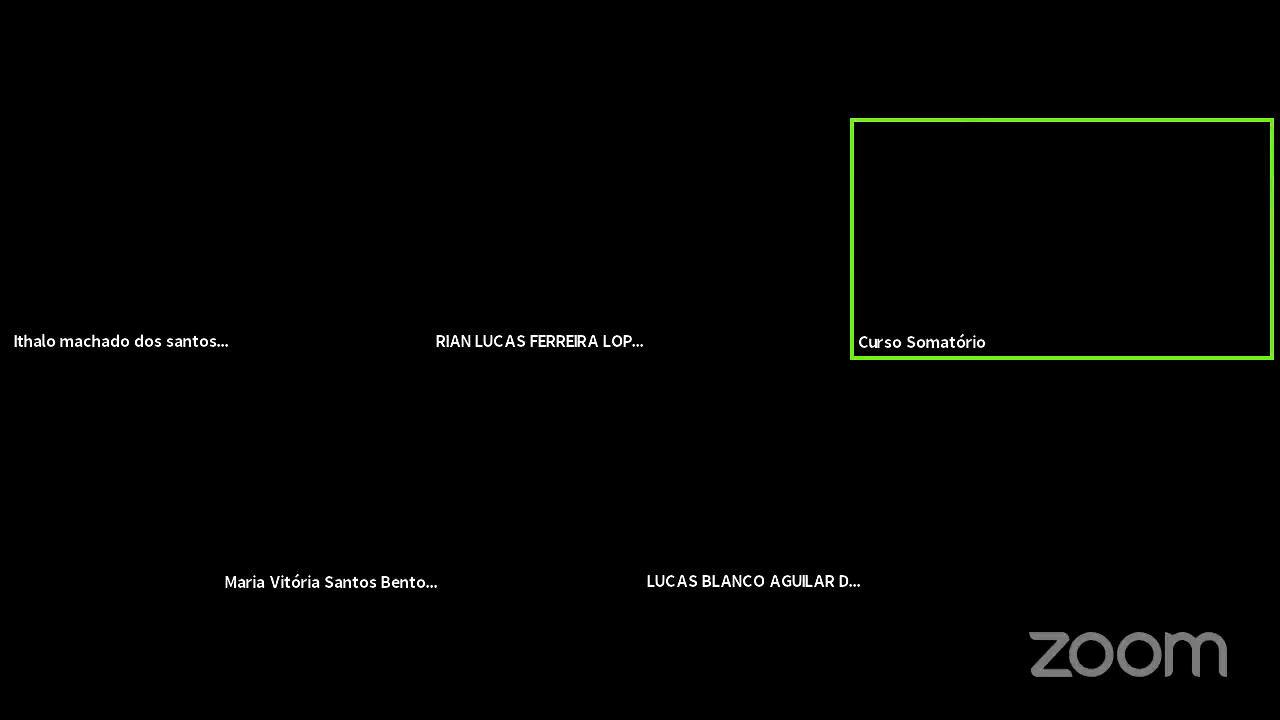 Ithalo machado dos santos...
RIAN LUCAS FERREIRA LOP...
Curso Somatório
Maria Vitória Santos Bento...
LUCAS BLANCO AGUILAR D...
zoom